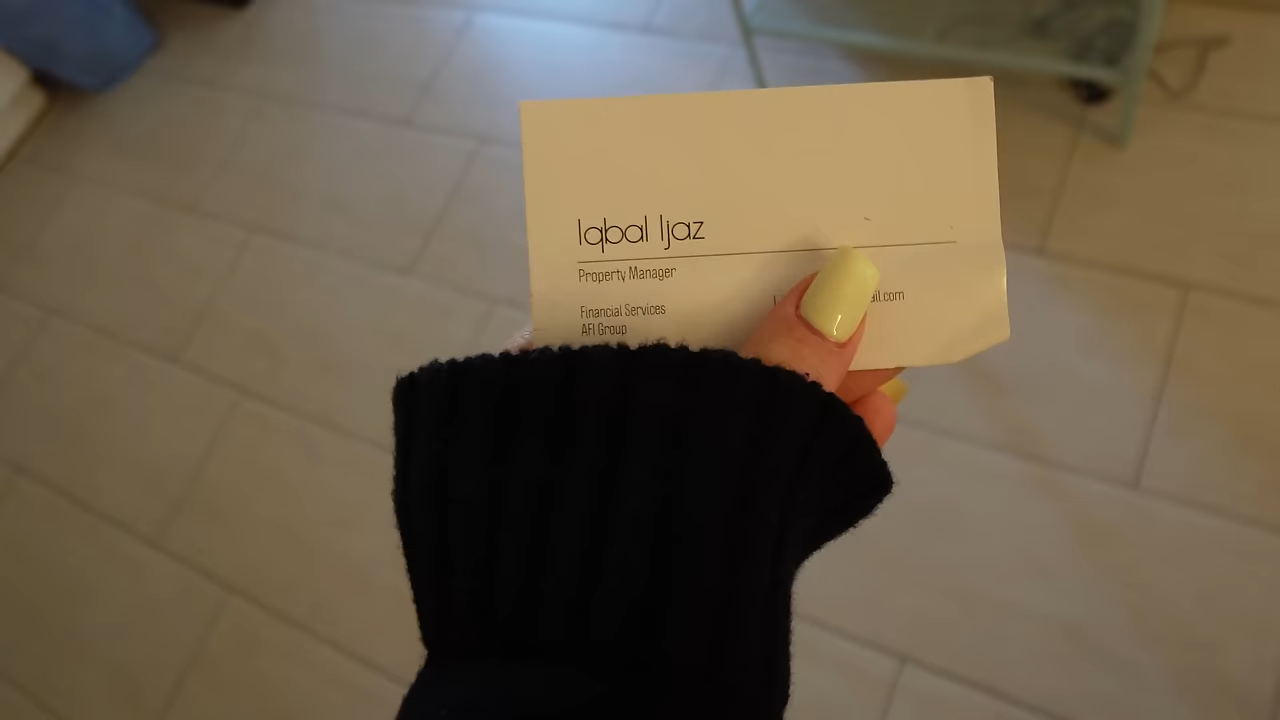 Iqbal Ijaz
Property Manager
Financial Services
AFI Group